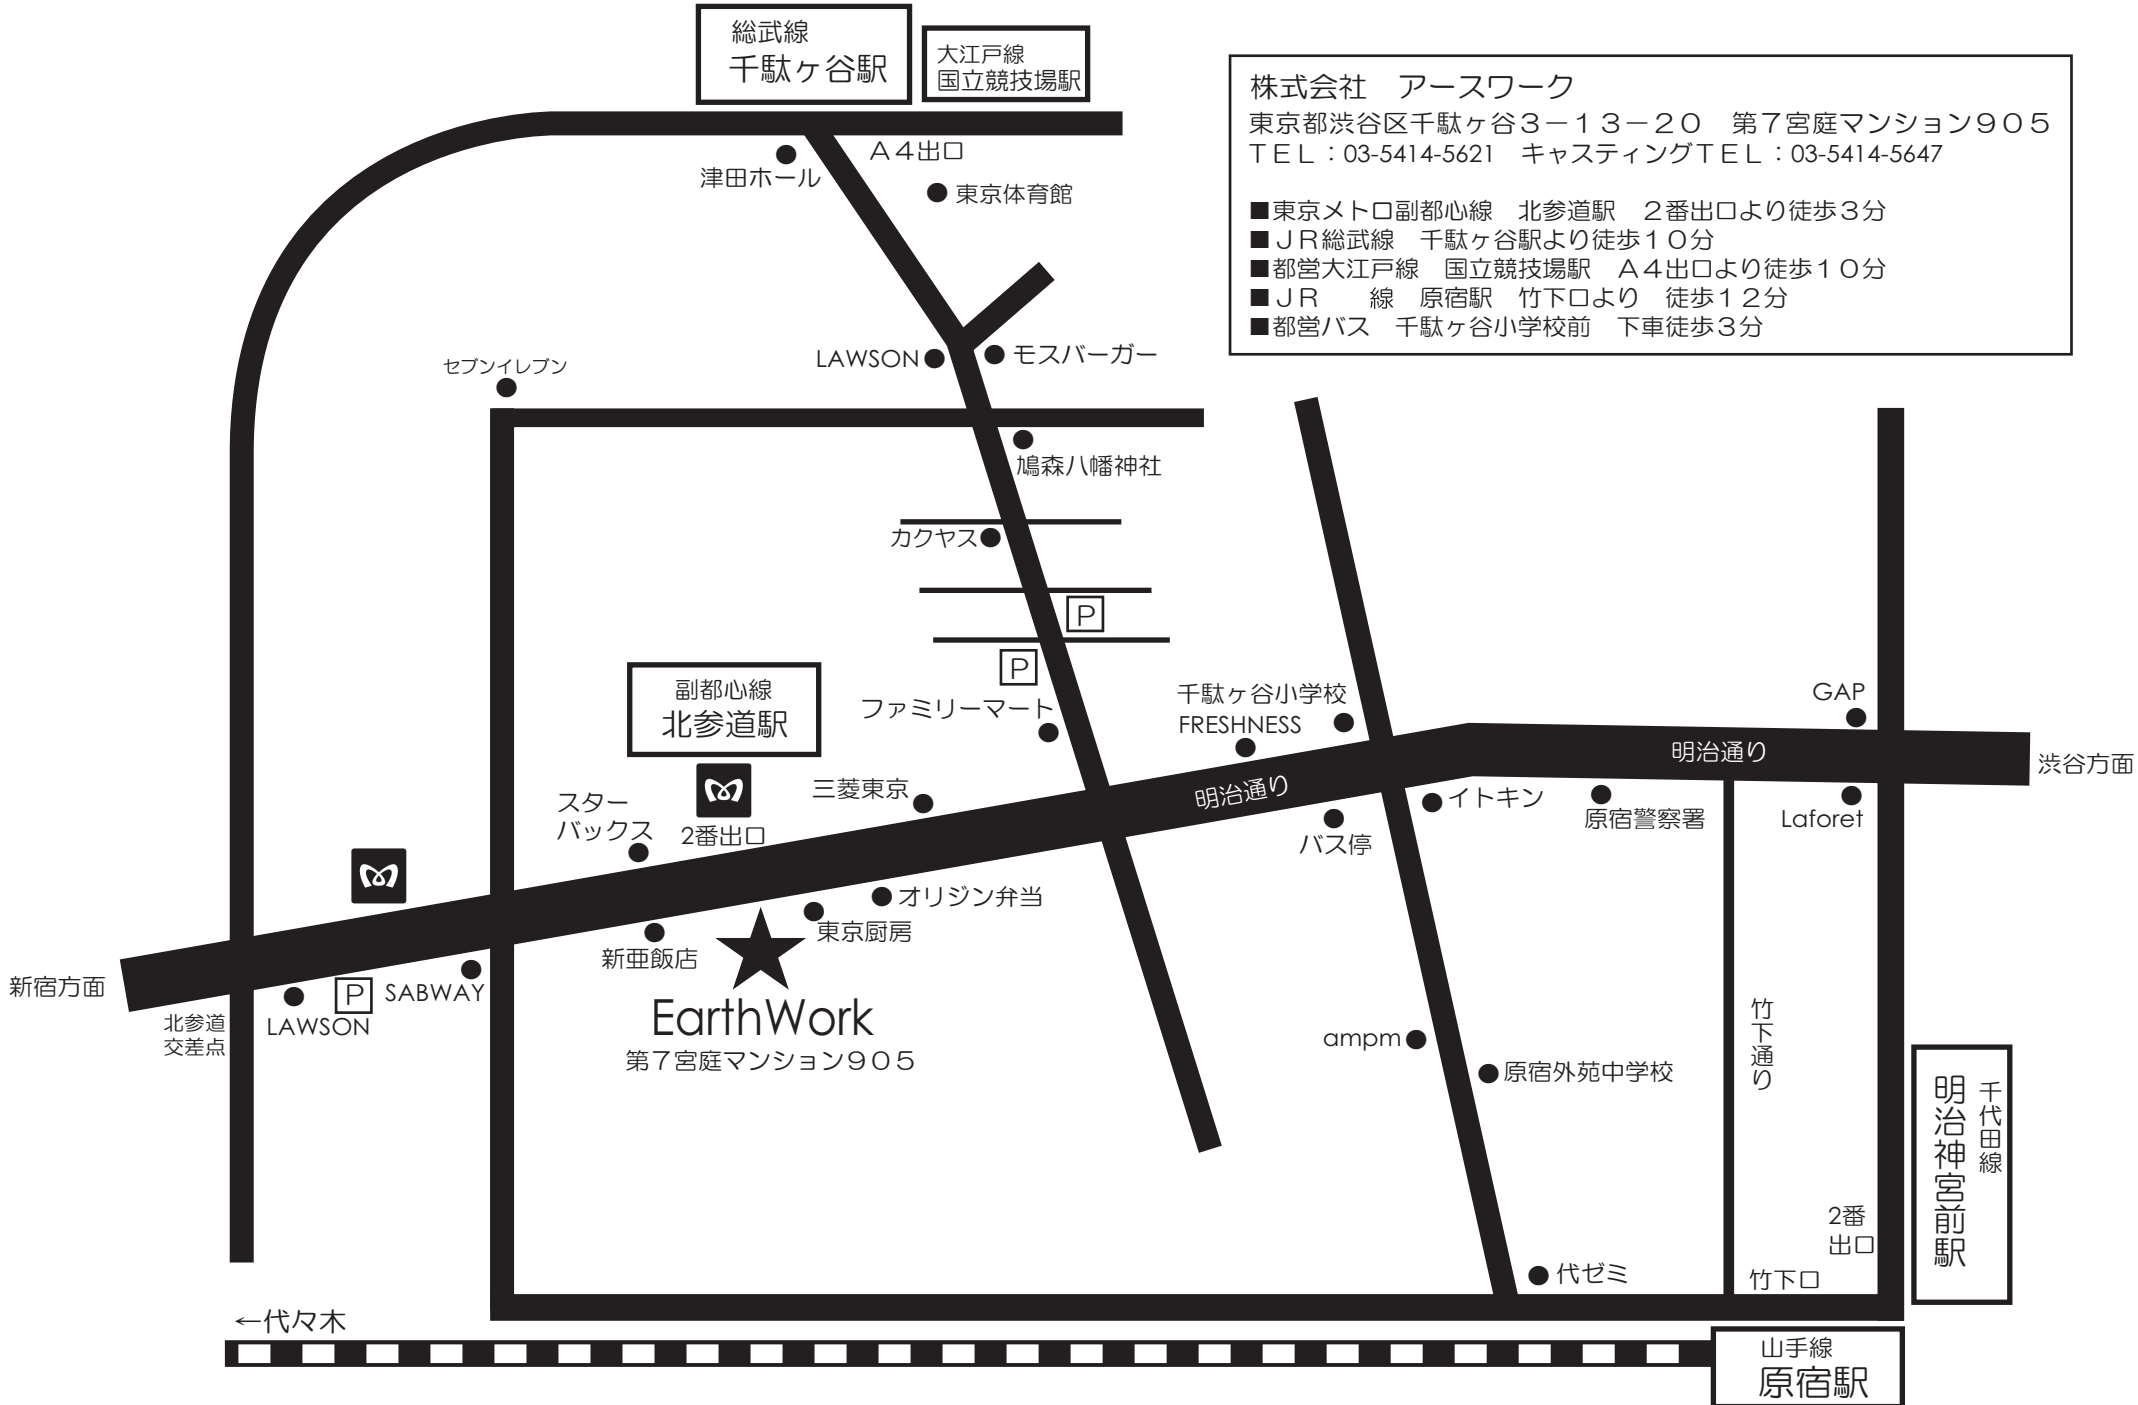 総武線
千駄ヶ谷駅
大江戸線
国立競技場駅
株式会社　アースワーク
東京都渋谷区千駄ヶ谷３－１３－２０　第７宮庭マンション９０５
ＴＥＬ：03-5414-5621　キャスティングＴＥＬ：03-5414-5647
■東京メトロ副都心線　北参道駅　２番出口より徒歩３分
■ＪＲ総武線　千駄ヶ谷駅より徒歩１０分
■都営大江戸線　国立競技場駅　Ａ４出口より徒歩１０分
■ＪＲ　　線　原宿駅　竹下口より　徒歩１２分
■都営バス　千駄ヶ谷小学校前　下車徒歩３分
Ａ４出口
津田ホール
東京体育館
LAWSON
モスバーガー
セブンイレブン
鳩森八幡神社
カクヤス
P
P
ファミリーマート
副都心線
北参道駅
2番出口
スター
バックス
三菱東京
千駄ヶ谷小学校
FRESHNESS
GAP
明治通り
明治通り
渋谷方面
イトキン
バス停
原宿警察署
Laforet
オリジン弁当
東京厨房
新亜飯店
新宿方面
北参道
交差点
LAWSON
P
SABWAY
EarthWork
第７宮庭マンション９０５
ampm
原宿外苑中学校
竹下通り
千代田線
明治神宮前駅
2番
出口
竹下口
代ゼミ
←代々木
山手線
原宿駅